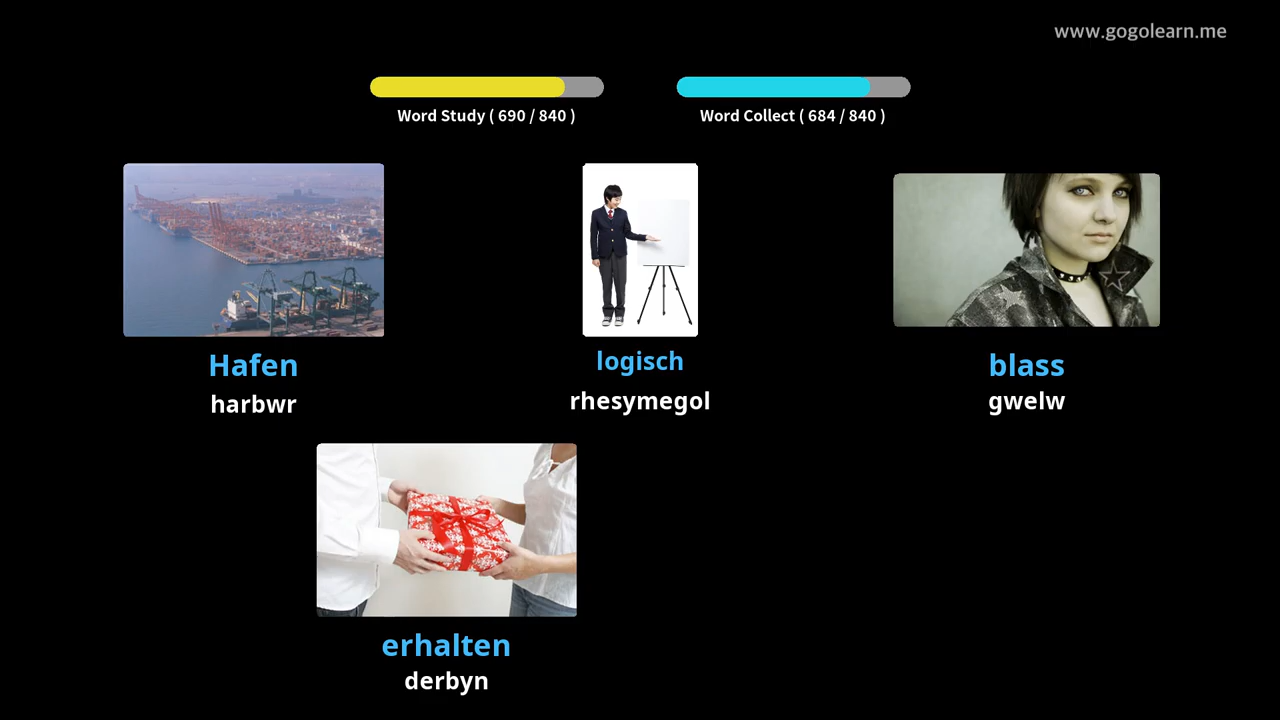 www.gogolearn.me
Word Study ( 690 / 840 )
Word Collect ( 684 / 840 )
Hafen
harbwr
logisch
rhesymegol
blass
gwelw
erhalten
derbyn